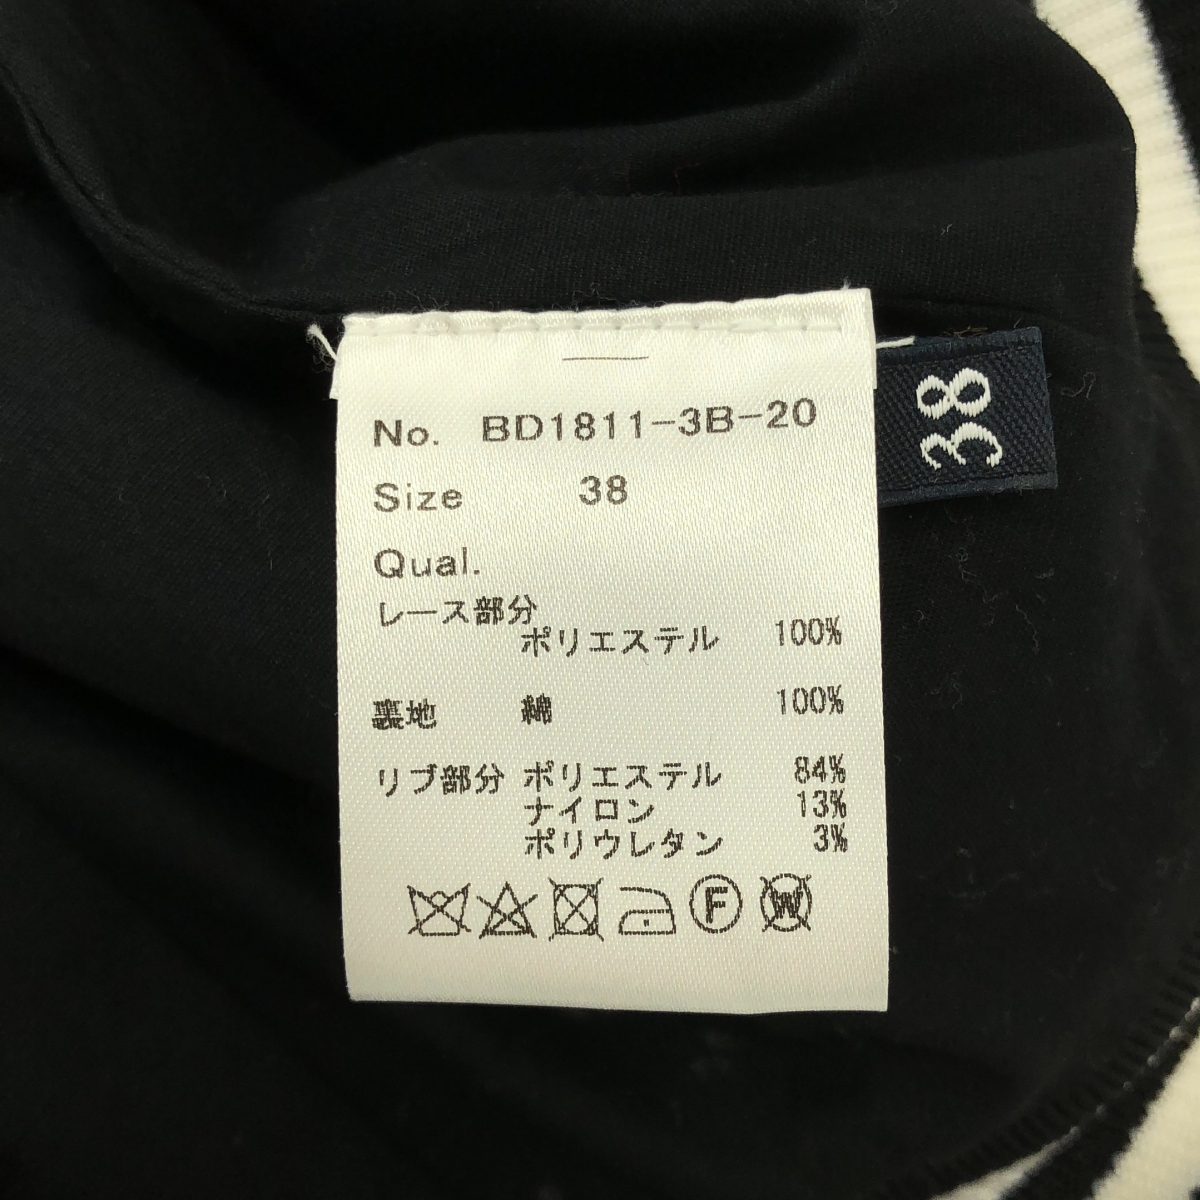 No. BD1811-3B-20
Size 38
Qual.
レース部分
ポリエステル 100%
裏地 綿 100%
リブ部分 ポリエステル 84%
ナイロン 13%
ポリウレタン 3%
F W
38